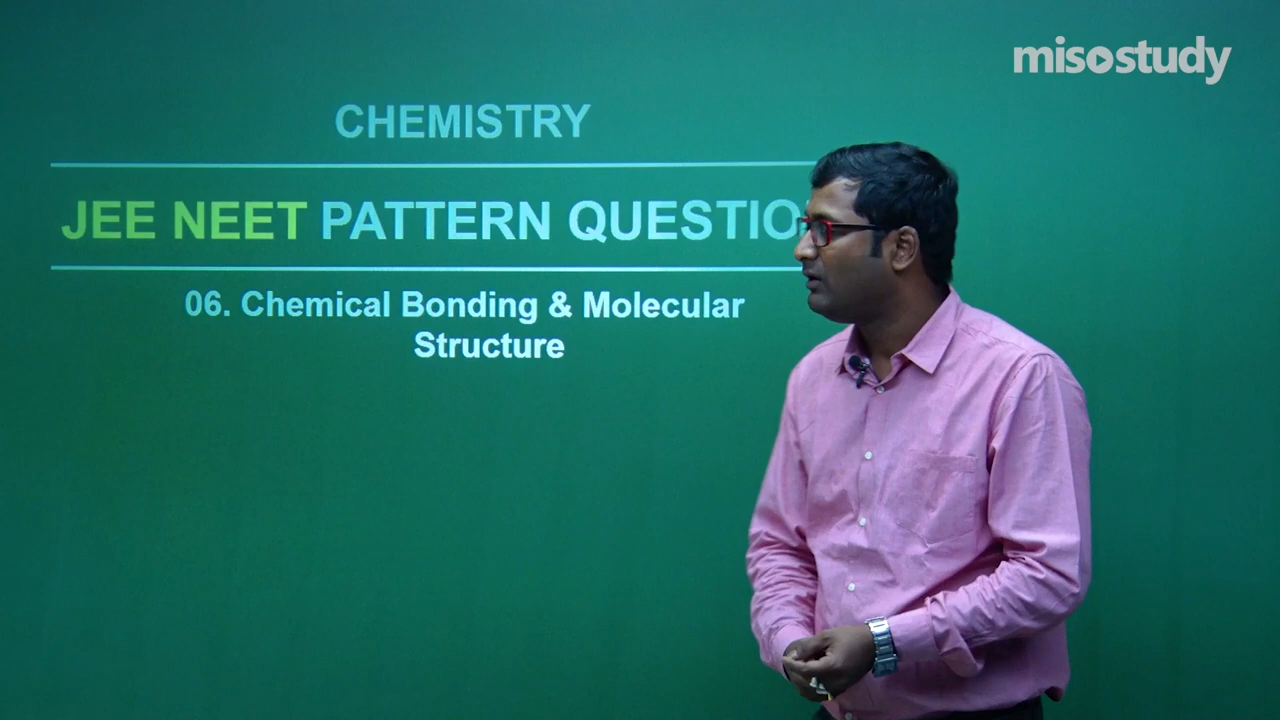 misostudy
CHEMISTRY
JEE NEET PATTERN QUESTIO
06. Chemical Bonding & Molecular
Structure